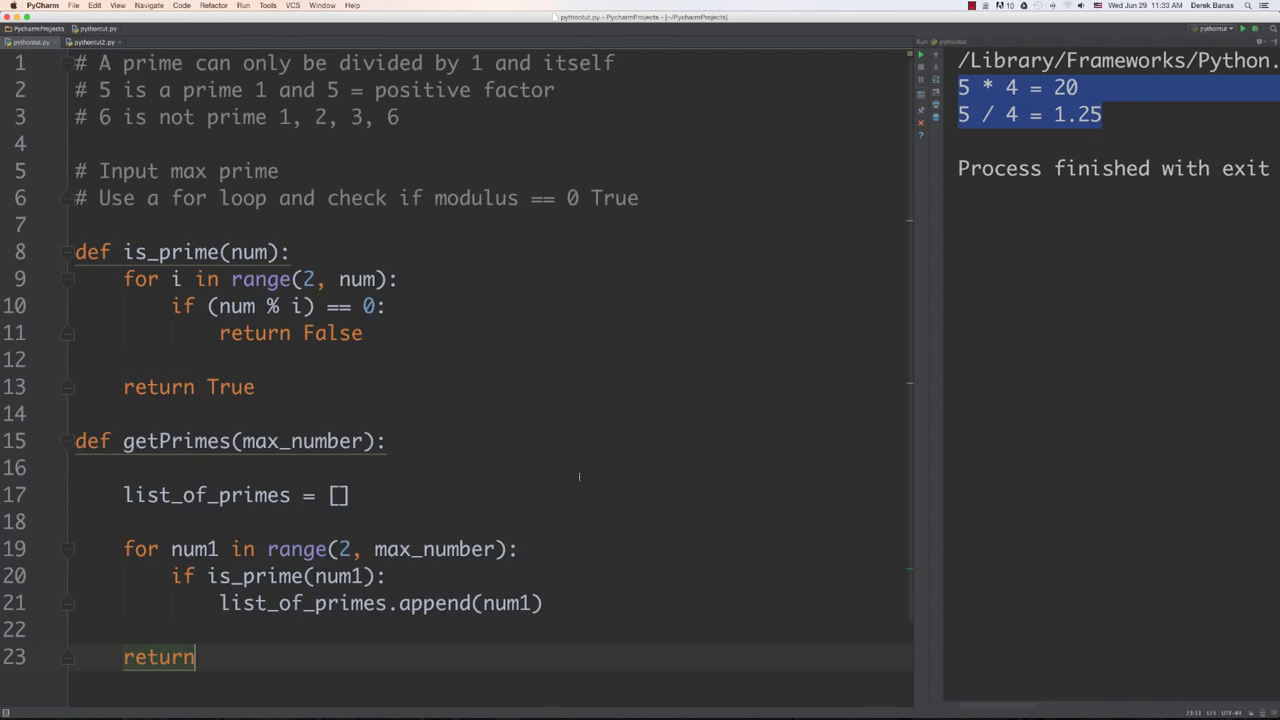 PyCharm File Edit View Navigate Code Refactor Run Tools VCS Window Help
10 Wed Jun 29 11:33 AM Derek Banas
pythontut.py - PycharmProjects - [~/PycharmProjects]
PycharmProjects pythontut.py pythontut
pythontut.py pythontut2.py Run pythontut
1 # A prime can only be divided by 1 and itself
2 # 5 is a prime 1 and 5 = positive factor
3 # 6 is not prime 1, 2, 3, 6
4
5 # Input max prime
6 # Use a for loop and check if modulus == 0 True
7
8 def is_prime(num):
9 for i in range(2, num):
10 if (num % i) == 0:
11 return False
12
13 return True
14
15 def getPrimes(max_number):
16
17 list_of_primes = []
18
19 for num1 in range(2, max_number):
20 if is_prime(num1):
21 list_of_primes.append(num1)
22
23 return
/Library/Frameworks/Python.
5 * 4 = 20
5 / 4 = 1.25
Process finished with exit
23:11 LF÷ UTF-8÷